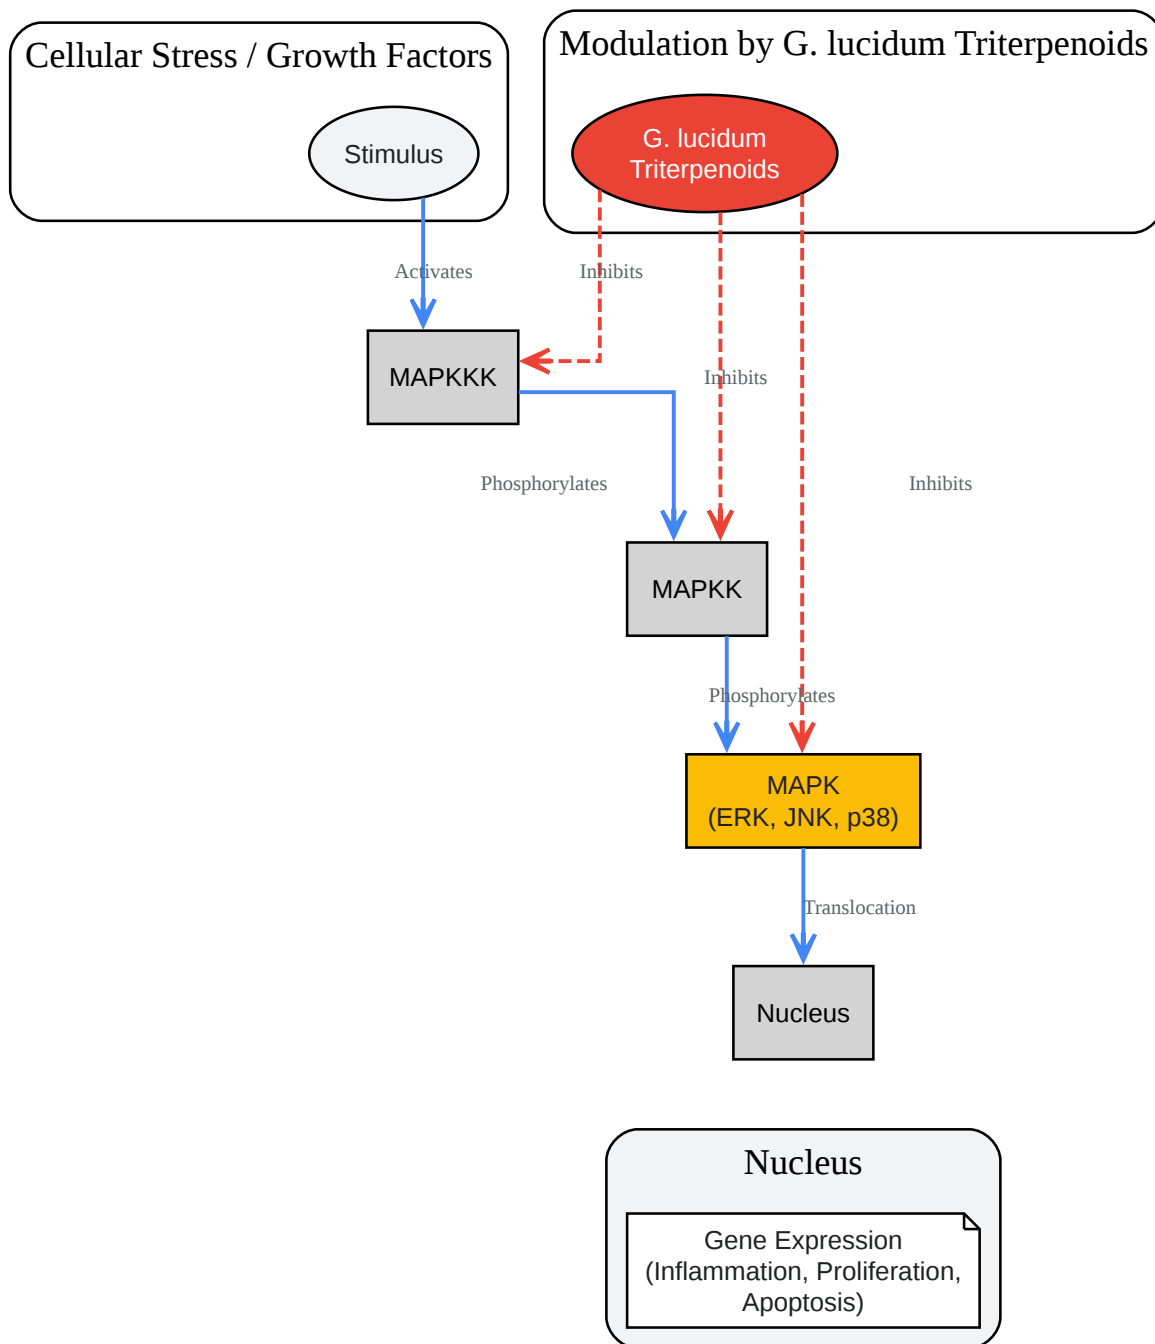 Cellular Stress / Growth Factors
Modulation by G. lucidum Triterpenoids
Stimulus
G. lucidum
Triterpenoids
Activates
Inhibits
MAPKKK
Inhibits
Phosphorylates
Inhibits
MAPKK
Phosphorylates
MAPK
(ERK, JNK, p38)
Translocation
Nucleus
Nucleus
Gene Expression
(Inflammation, Proliferation,
Apoptosis)